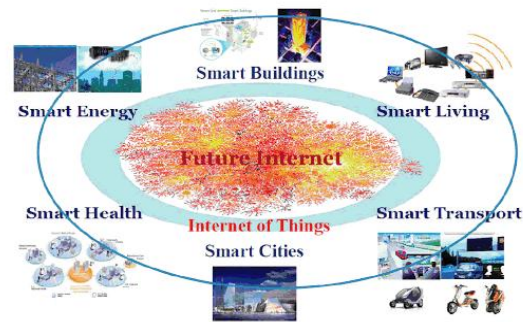 Smart Buildings
Smart Energy
Smart Living
Future Internet
Smart Health
Internet of Things
Smart Transport
Smart Cities